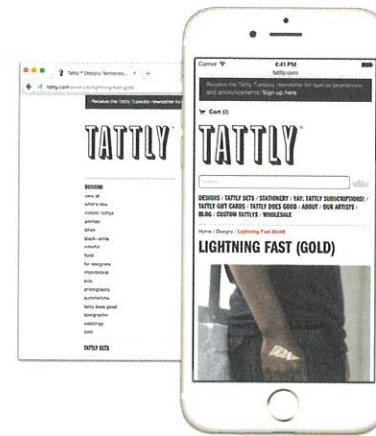 Tattly™ Designy Temporary...
tattly.com/products/lightning-fast-gold
Receive the Tattly Tuesday newsletter for
TATTLY™
DESIGNS
view all
what's new
metallic tattlys
animals
bikes
black+white
colorful
food
for designers
inspirational
kids
photography
summertime
tattly does good
typographic
weddings
TATTLY SETS
Carrier 4:41 PM
tattly.com
Receive the Tattly Tuesday newsletter for special promotions
and announcements! Sign up here.
Cart (0)
TATTLY™
DESIGNS / TATTLY SETS / STATIONERY / YAY: TATTLY SUBSCRIPTIONS! /
TATTLY GIFT CARDS / TATTLY DOES GOOD / ABOUT / OUR ARTISTS /
BLOG / CUSTOM TATTLYS / WHOLESALE
Home / Designs / Lightning Fast (Gold)
LIGHTNING FAST (GOLD)